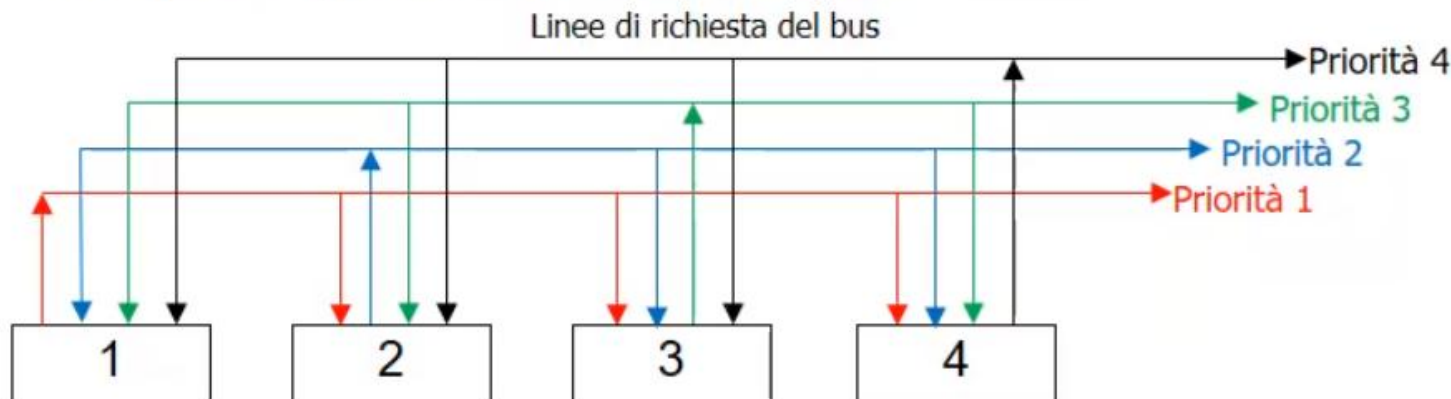 Linee di richiesta del bus
Priorità 4
Priorità 3
Priorità 2
Priorità 1
1
2
3
4